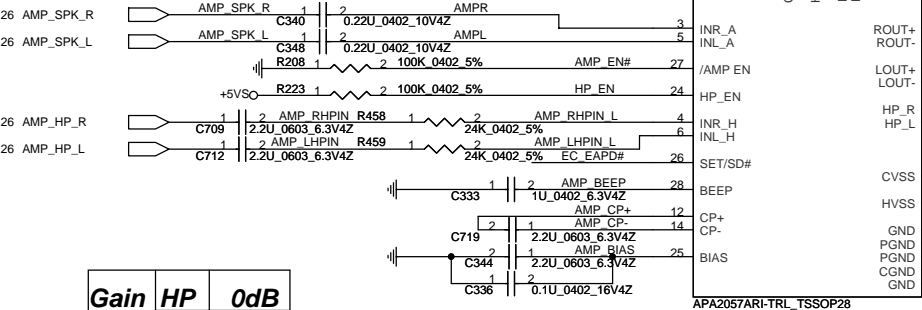 26 AMP_SPK_R AMP_SPK_R 1 2 AMPR
C340 0.22U_0402_10V4Z 3 INR_A ROUT+
26 AMP_SPK_L AMP_SPK_L 1 2 AMPL 5 INL_A ROUT-
C348 0.22U_0402_10V4Z
R208 1 2 100K_0402_5% AMP_EN# 27 /AMP EN LOUT+
LOUT-
+5VS R223 1 2 100K_0402_5% HP_EN 24 HP_EN
HP_R
26 AMP_HP_R 1 2 AMP_RHPIN R458 1 2 AMP_RHPIN_L 4 INR_H HP_L
C709 2.2U_0603_6.3V4Z 24K_0402_5% 6 INL_H
26 AMP_HP_L 1 2 AMP_LHPIN R459 1 2 AMP_LHPIN_L
C712 2.2U_0603_6.3V4Z 24K_0402_5% EC_EAPD# 26 SET/SD#
CVSS
1 2 AMP_BEEP 28 BEEP
C333 1U_0402_6.3V4Z HVSS
AMP_CP+ 12 CP+
2 1 AMP_CP- 14 CP- GND
C719 2.2U_0603_6.3V4Z PGND
2 1 AMP_BIAS 25 BIAS PGND
C344 2.2U_0603_6.3V4Z CGND
1 2 GND
C336 0.1U_0402_16V4Z
APA2057ARI-TRL_TSSOP28
Gain HP 0dB